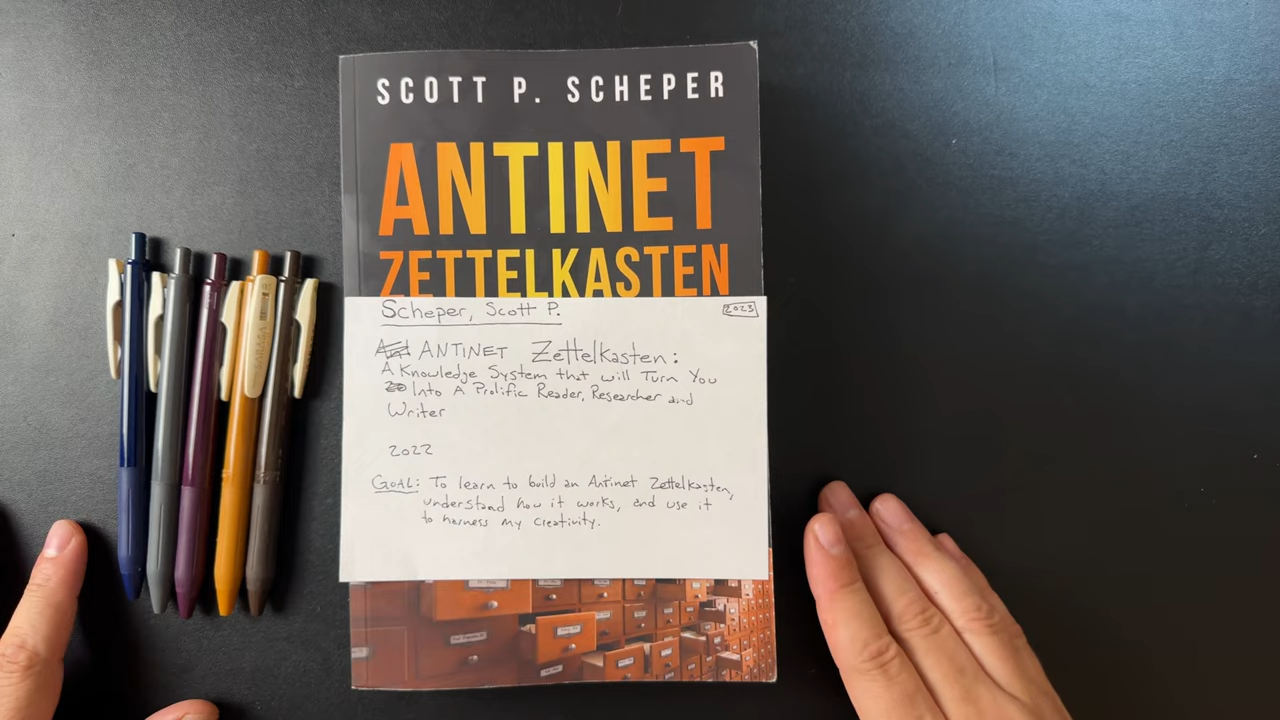 SCOTT P. SCHEPER
ANTINET
ZETTELKASTEN
Scheper, Scott P.
2023
ANTINET Zettelkasten:
A Knowledge System that will Turn You
Into A Prolific Reader, Researcher and
Writer
2022
GOAL: To learn to build an Antinet Zettelkasten,
understand how it works, and use it
to harness my creativity.
SARASA